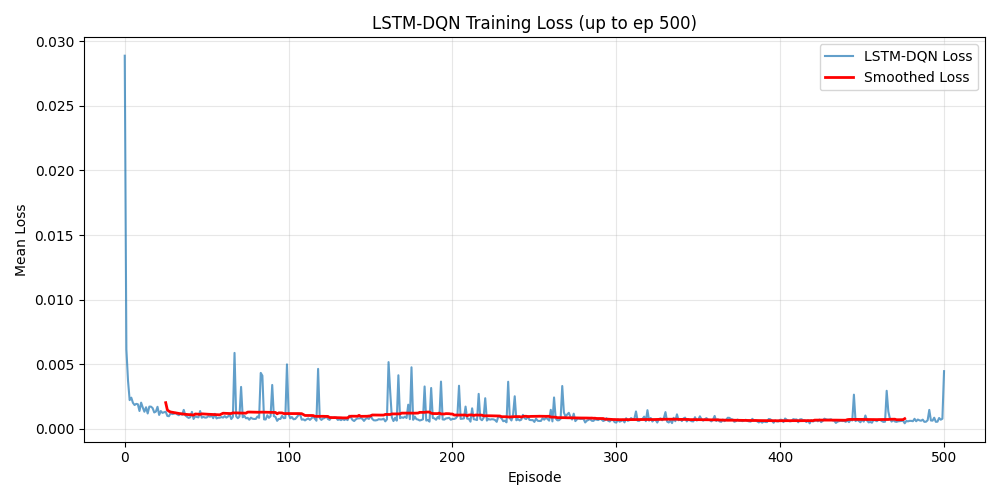 LSTM-DQN Training Loss (up to ep 500)
LSTM-DQN Loss
Smoothed Loss
Mean Loss
0.030
0.025
0.020
0.015
0.010
0.005
0.000
0 100 200 300 400 500
Episode